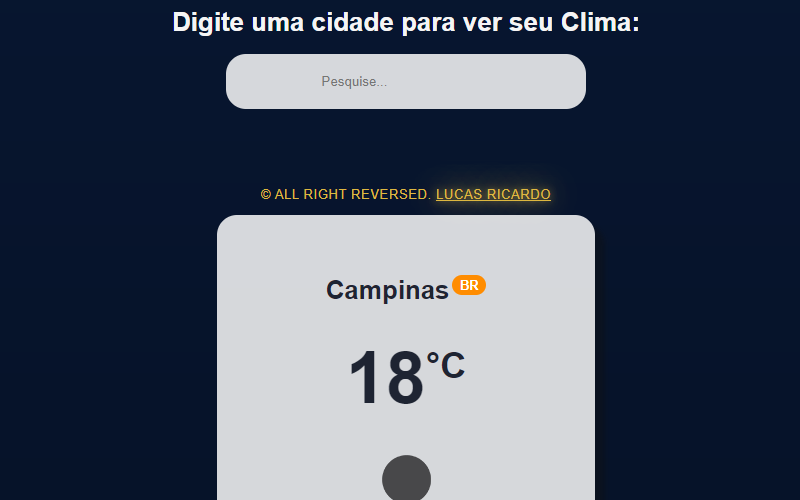 Digite uma cidade para ver seu Clima:
Pesquise...
© ALL RIGHT REVERSED. LUCAS RICARDO
Campinas BR
18°C